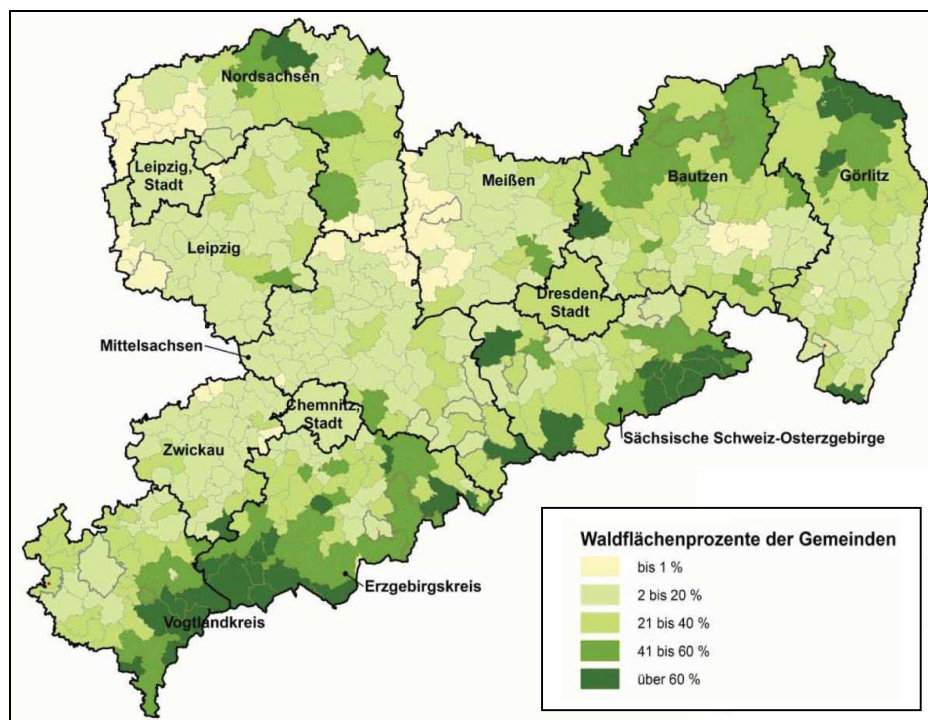 Nordsachsen
Leipzig,
Stadt
Meißen
Bautzen
Görlitz
Leipzig
Dresden,
Stadt
Mittelsachsen
Chemnitz,
Stadt
Sächsische Schweiz-Osterzgebirge
Zwickau
Erzgebirgskreis
Vogtlandkreis
Waldflächenprozente der Gemeinden
bis 1 %
2 bis 20 %
21 bis 40 %
41 bis 60 %
über 60 %